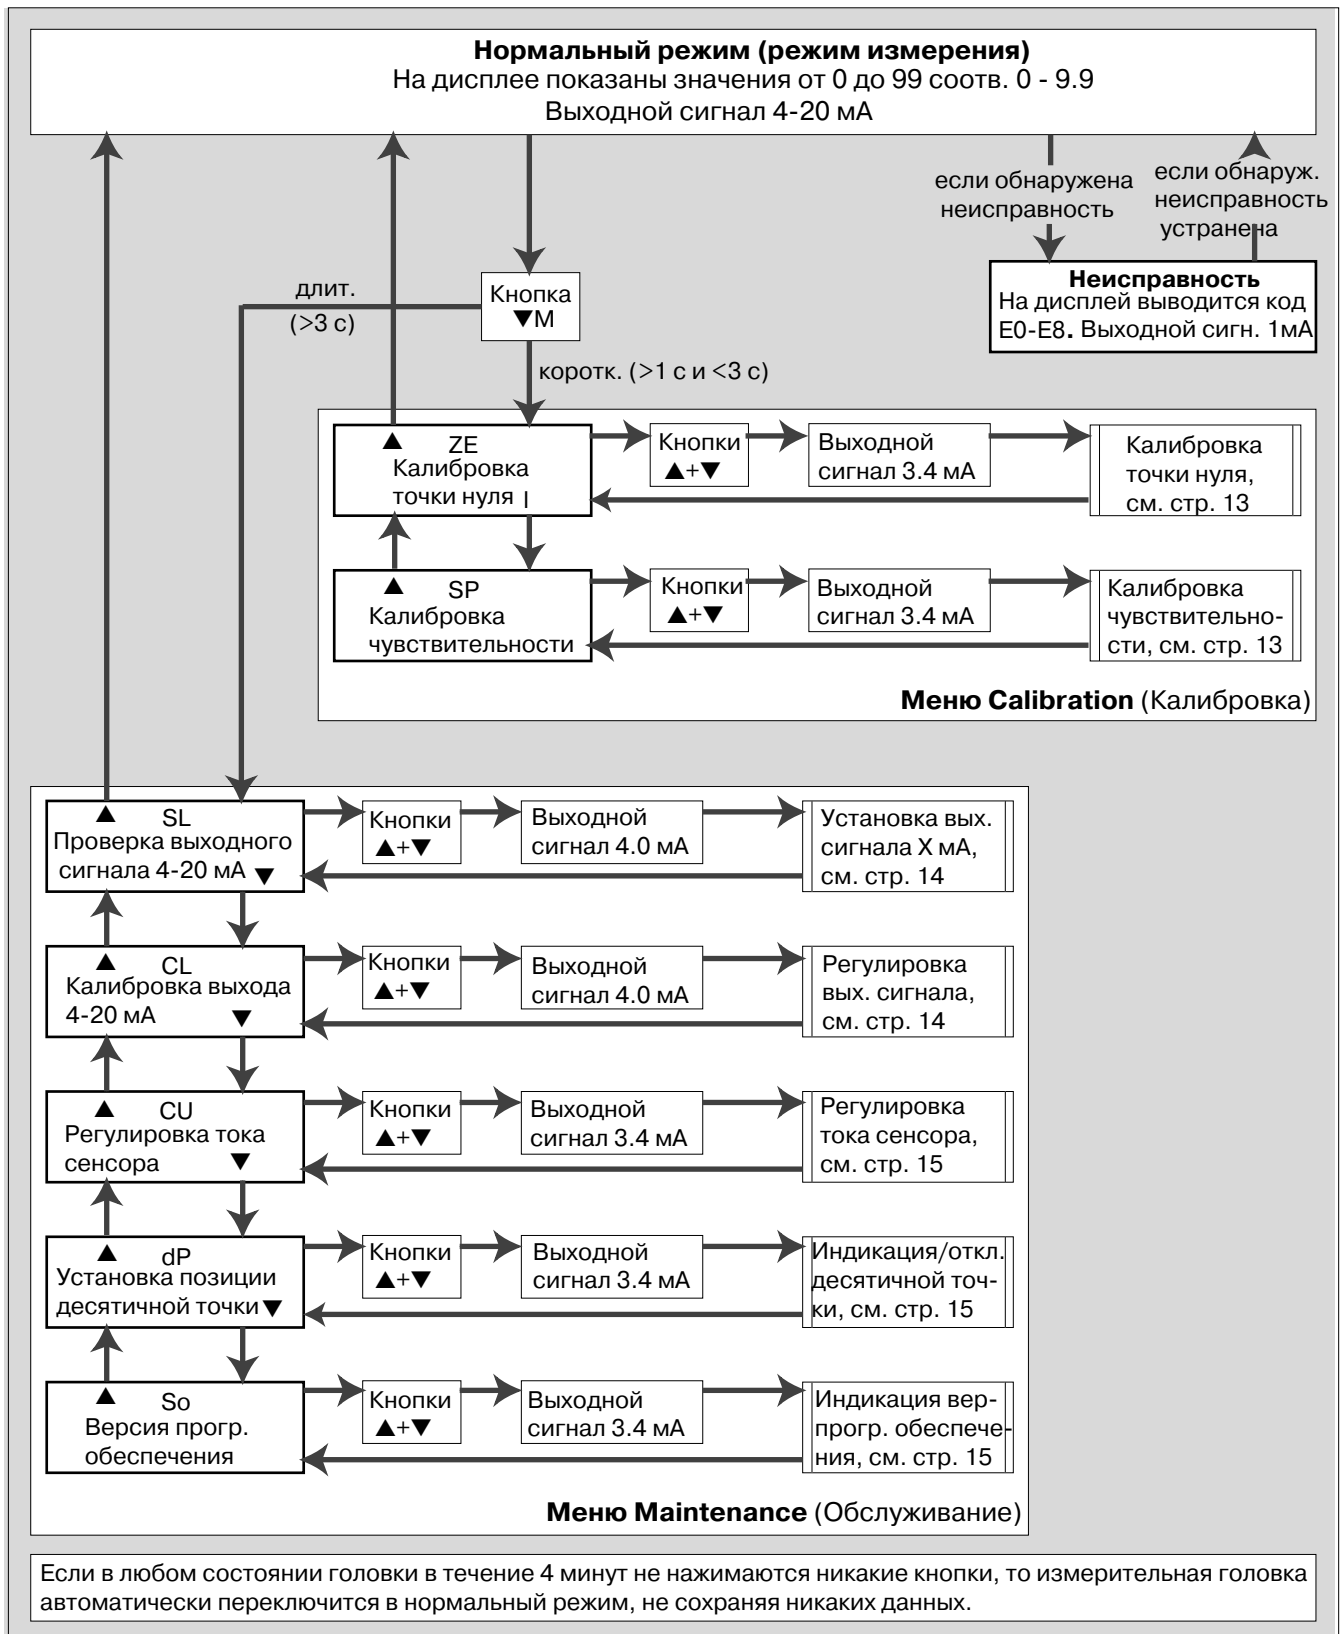 Нормальный режим (режим измерения)
На дисплее показаны значения от 0 до 99 соотв. 0 - 9.9
Выходной сигнал 4-20 мА
если обнаружена
неисправность
если обнаруж.
неисправность
устранена
Неисправность
На дисплей выводится код
E0-E8. Выходной сигн. 1мА
длит.
(>3 с)
Кнопка
▼М
коротк. (>1 с и <3 с)
▲ ZE
Калибровка
точки нуля
Кнопки
▲+▼
Выходной
сигнал 3.4 мА
Калибровка
точки нуля,
см. стр. 13
▲ SP
Калибровка
чувствительности
Кнопки
▲+▼
Выходной
сигнал 3.4 мА
Калибровка
чувствительно-
сти, см. стр. 13
Меню Calibration (Калибровка)
▲ SL
Проверка выходного
сигнала 4-20 мА ▼
Кнопки
▲+▼
Выходной
сигнал 4.0 мА
Установка вых.
сигнала X мА,
см. стр. 14
▲ CL
Калибровка выхода
4-20 мА ▼
Кнопки
▲+▼
Выходной
сигнал 4.0 мА
Регулировка
вых. сигнала,
см. стр. 14
▲ CU
Регулировка тока
сенсора ▼
Кнопки
▲+▼
Выходной
сигнал 3.4 мА
Регулировка
тока сенсора,
см. стр. 15
▲ dP
Установка позиции
десятичной точки ▼
Кнопки
▲+▼
Выходной
сигнал 3.4 мА
Индикация/откл.
десятичной точ-
ки, см. стр. 15
▲ So
Версия прогр.
обеспечения
Кнопки
▲+▼
Выходной
сигнал 3.4 мА
Индикация вер-
прогр. обеспече-
ния, см. стр. 15
Меню Maintenance (Обслуживание)
Если в любом состоянии головки в течение 4 минут не нажимаются никакие кнопки, то измерительная головка
автоматически переключится в нормальный режим, не сохраняя никаких данных.